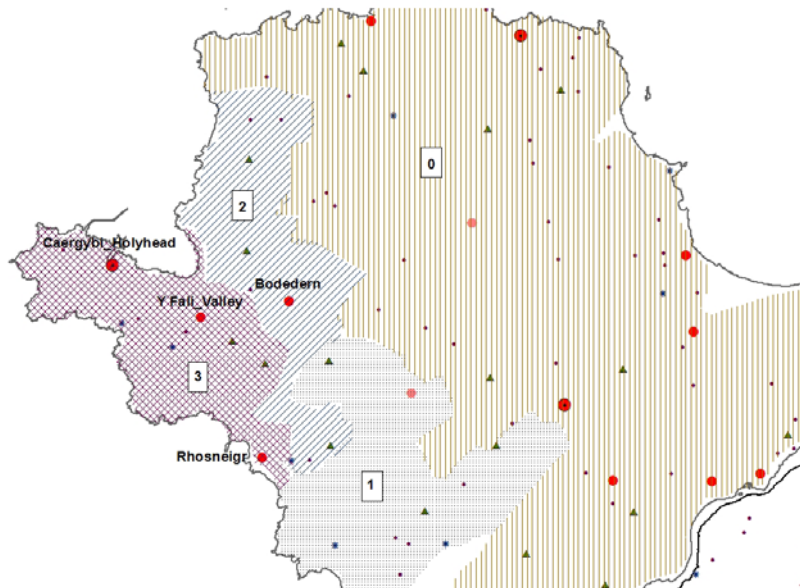 0
2
Caergybi_Holyhead
Bodedern
Y Fali_Valley
3
Rhosneigr
1